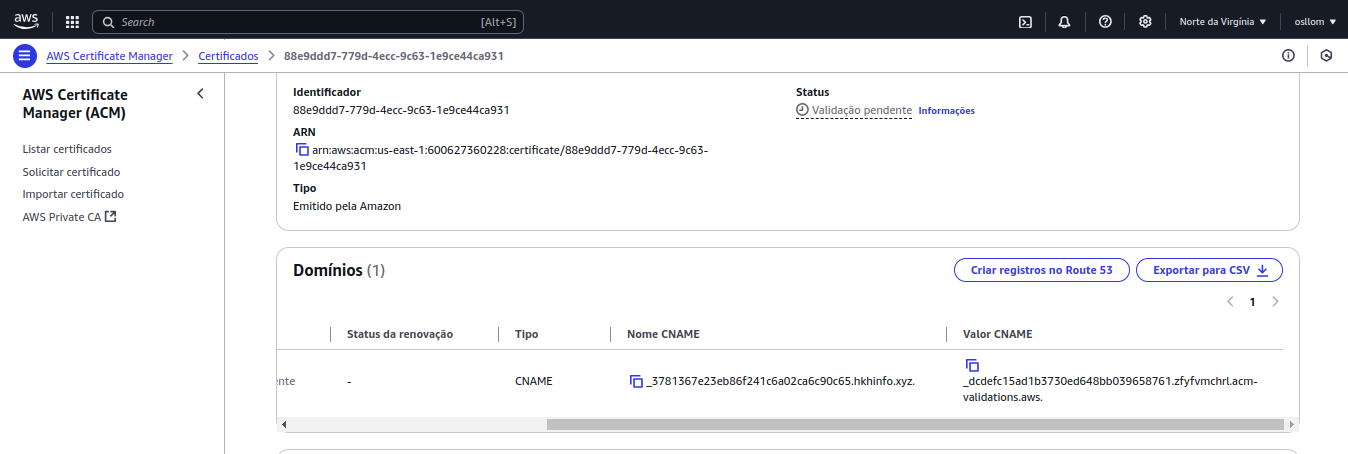 aws
Search [Alt+S]
Norte da Virgínia ▼ osllom ▼
AWS Certificate Manager > Certificados > 88e9ddd7-779d-4ecc-9c63-1e9ce44ca931
AWS Certificate
Manager (ACM)
Listar certificados
Solicitar certificado
Importar certificado
AWS Private CA
Identificador
88e9ddd7-779d-4ecc-9c63-1e9ce44ca931
ARN
arn:aws:acm:us-east-1:600627360228:certificate/88e9ddd7-779d-4ecc-9c63-
1e9ce44ca931
Tipo
Emitido pela Amazon
Status
Validação pendente Informações
Domínios (1)
Criar registros no Route 53 Exportar para CSV
1
Status da renovação Tipo Nome CNAME Valor CNAME
ente - CNAME _3781367e23eb86f241c6a02ca6c90c65.hkhinfo.xyz.
_dcdefc15ad1b3730ed648bb039658761.zfyfvmchrl.acm-
validations.aws.